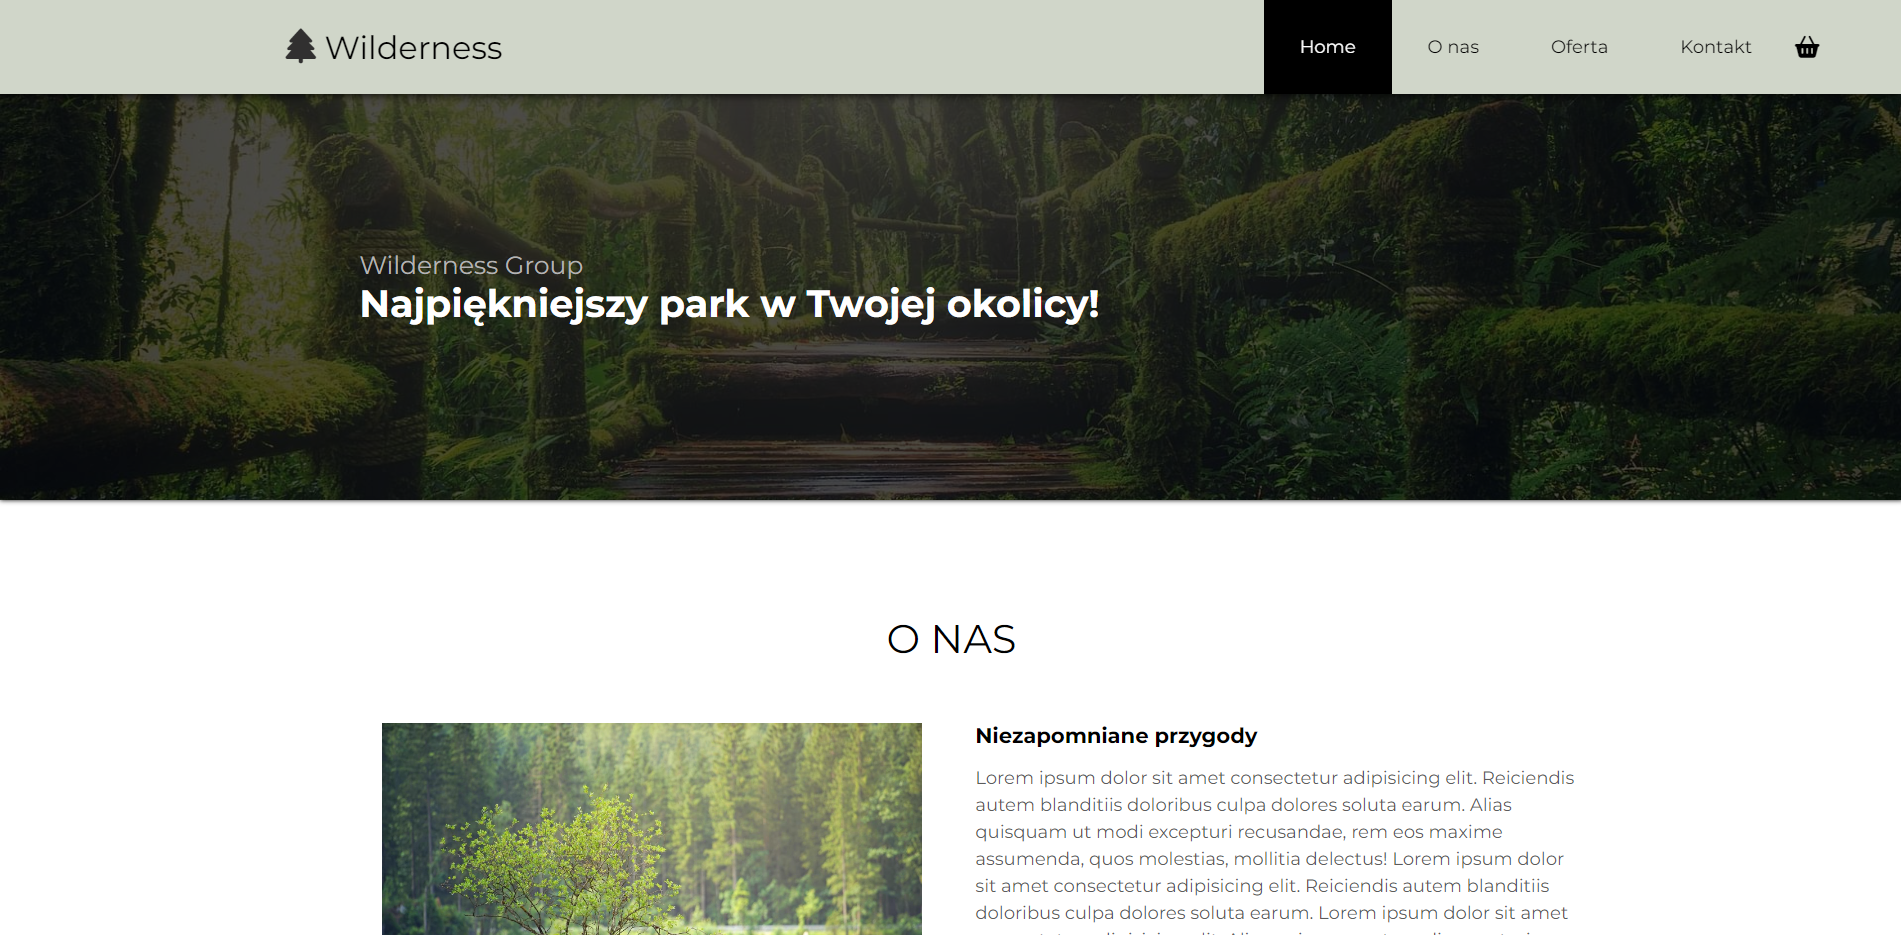 Wilderness
Home
O nas
Oferta
Kontakt
Wilderness Group
Najpiękniejszy park w Twojej okolicy!
O NAS
Niezapomniane przygody
Lorem ipsum dolor sit amet consectetur adipisicing elit. Reiciendis
autem blanditiis doloribus culpa dolores soluta earum. Alias
quisquam ut modi excepturi recusandae, rem eos maxime
assumenda, quos molestias, mollitia delectus! Lorem ipsum dolor
sit amet consectetur adipisicing elit. Reiciendis autem blanditiis
doloribus culpa dolores soluta earum. Lorem ipsum dolor sit amet